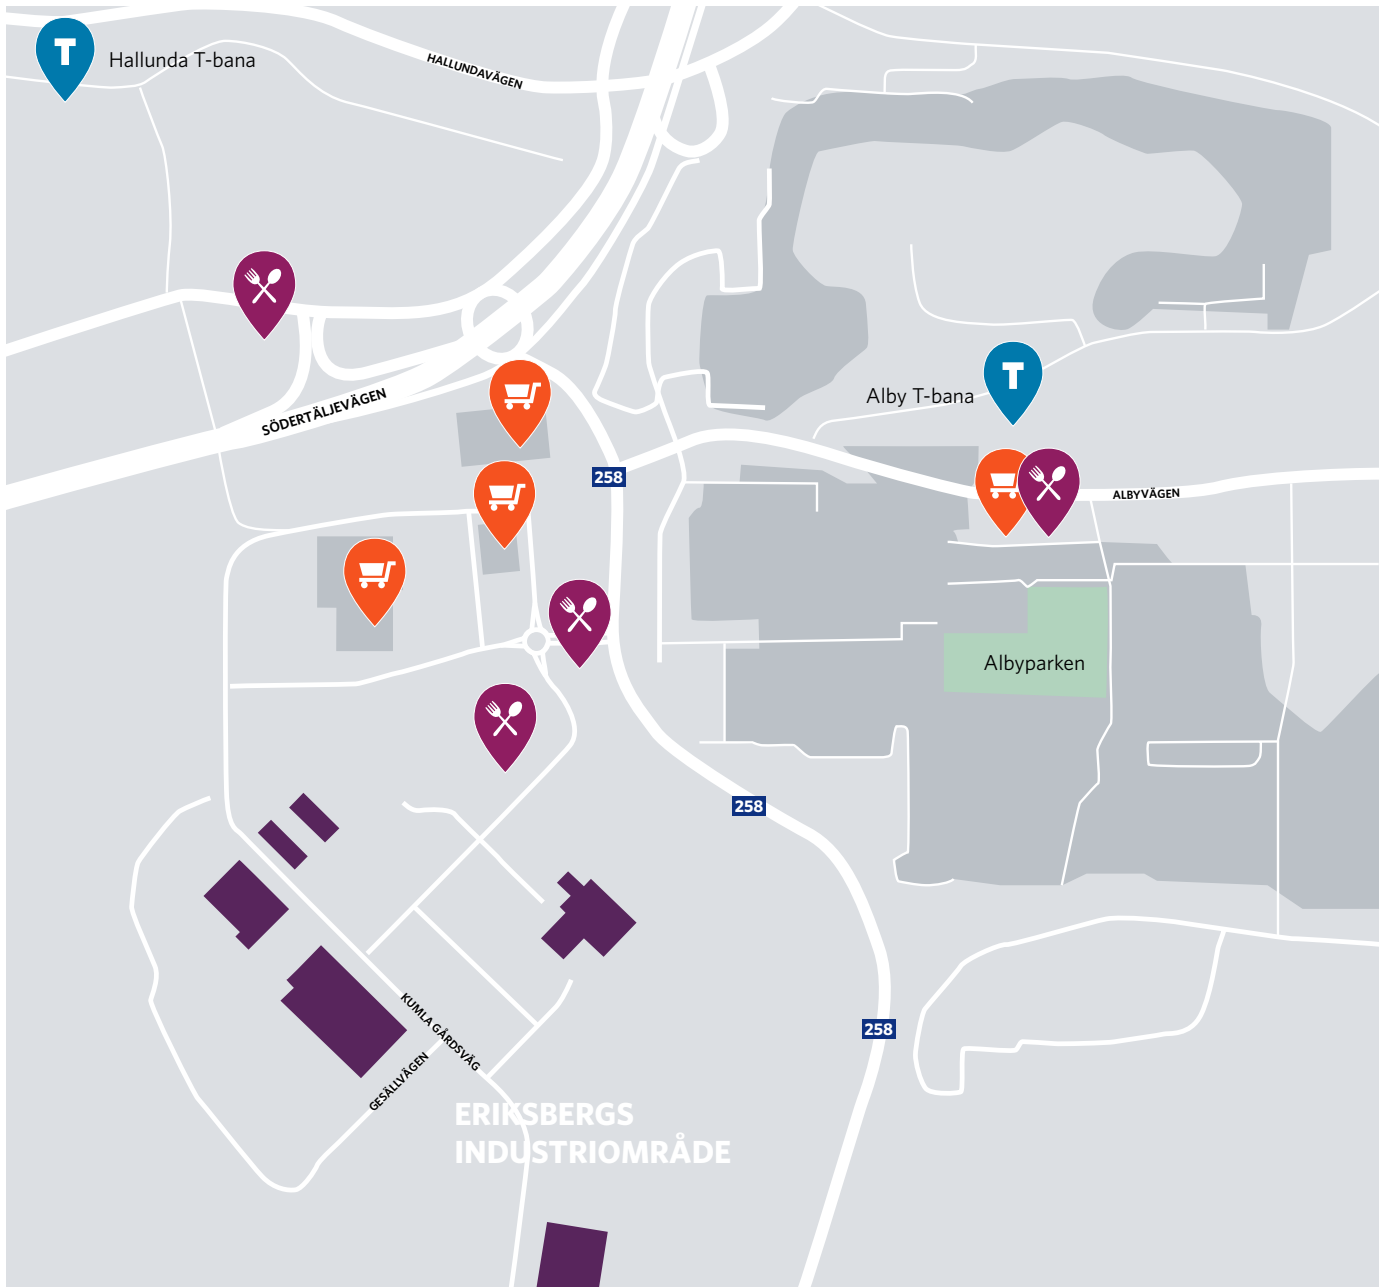 T
Hallunda T-bana
HALLUNDAVÄGEN
SÖDERTÄLJEVÄGEN
T
Alby T-bana
258
ALBYVÄGEN
Albyparken
258
KUMLA GÅRDSVÄG
258
GESÄLLVÄGEN
ERIKSBERGS
INDUSTRIOMRÅDE